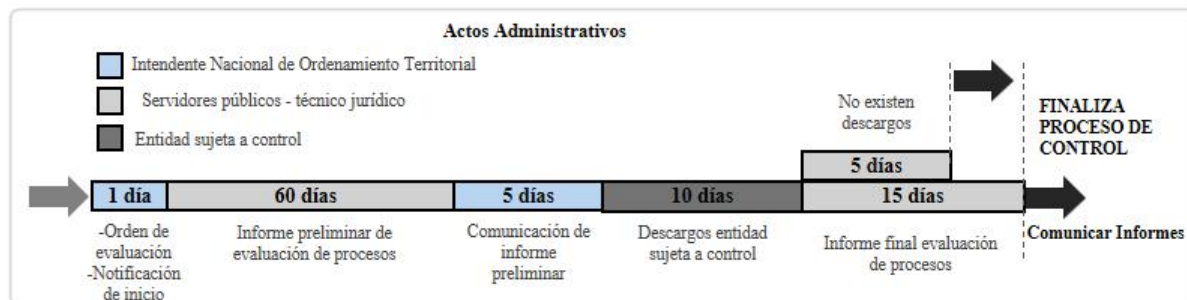 Actos Administrativos
Intendente Nacional de Ordenamiento Territorial
Servidores públicos - técnico jurídico
Entidad sujeta a control
No existen
descargos
FINALIZA
PROCESO DE
CONTROL
5 días
1 día
60 días
5 días
10 días
15 días
-Orden de
evaluación
-Notificación
de inicio
Informe preliminar de
evaluación de procesos
Comunicación de
informe
preliminar
Descargos entidad
sujeta a control
Informe final evaluación
de procesos
Comunicar Informes